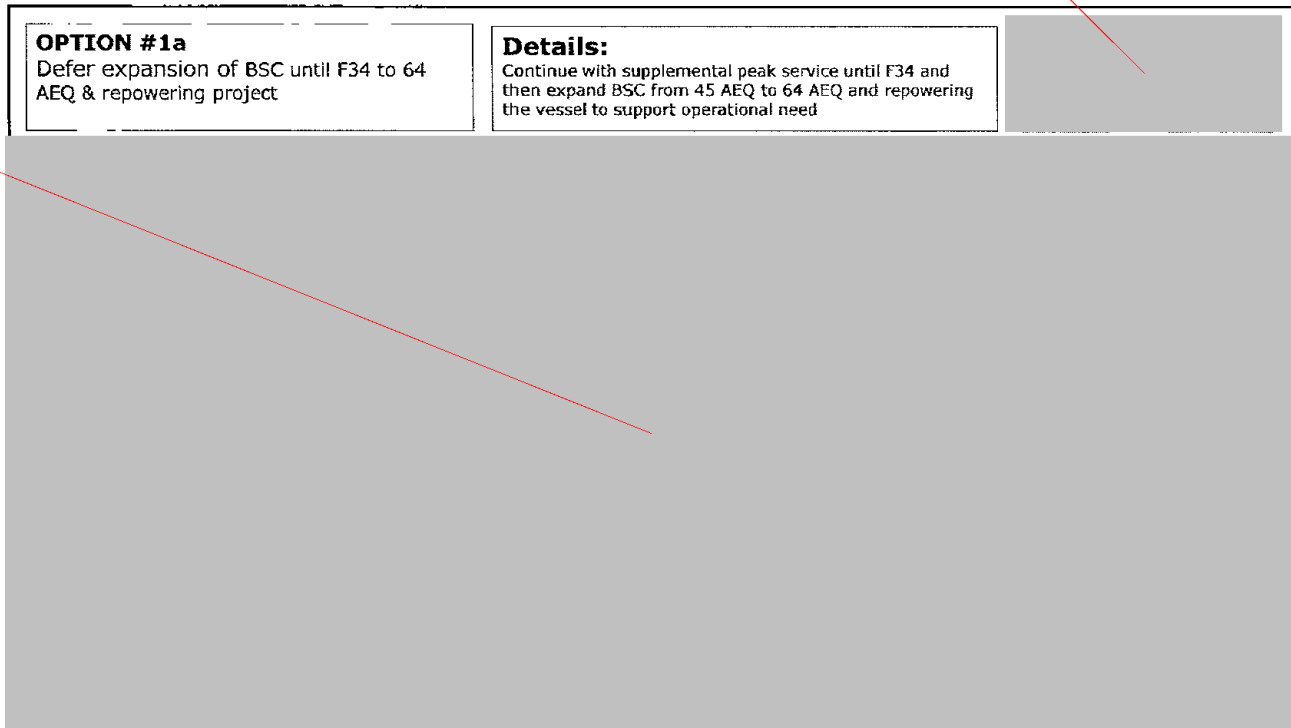 OPTION #1a
Defer expansion of BSC until F34 to 64
AEQ & repowering project
Details:
Continue with supplemental peak service until F34 and
then expand BSC from 45 AEQ to 64 AEQ and repowering
the vessel to support operational need